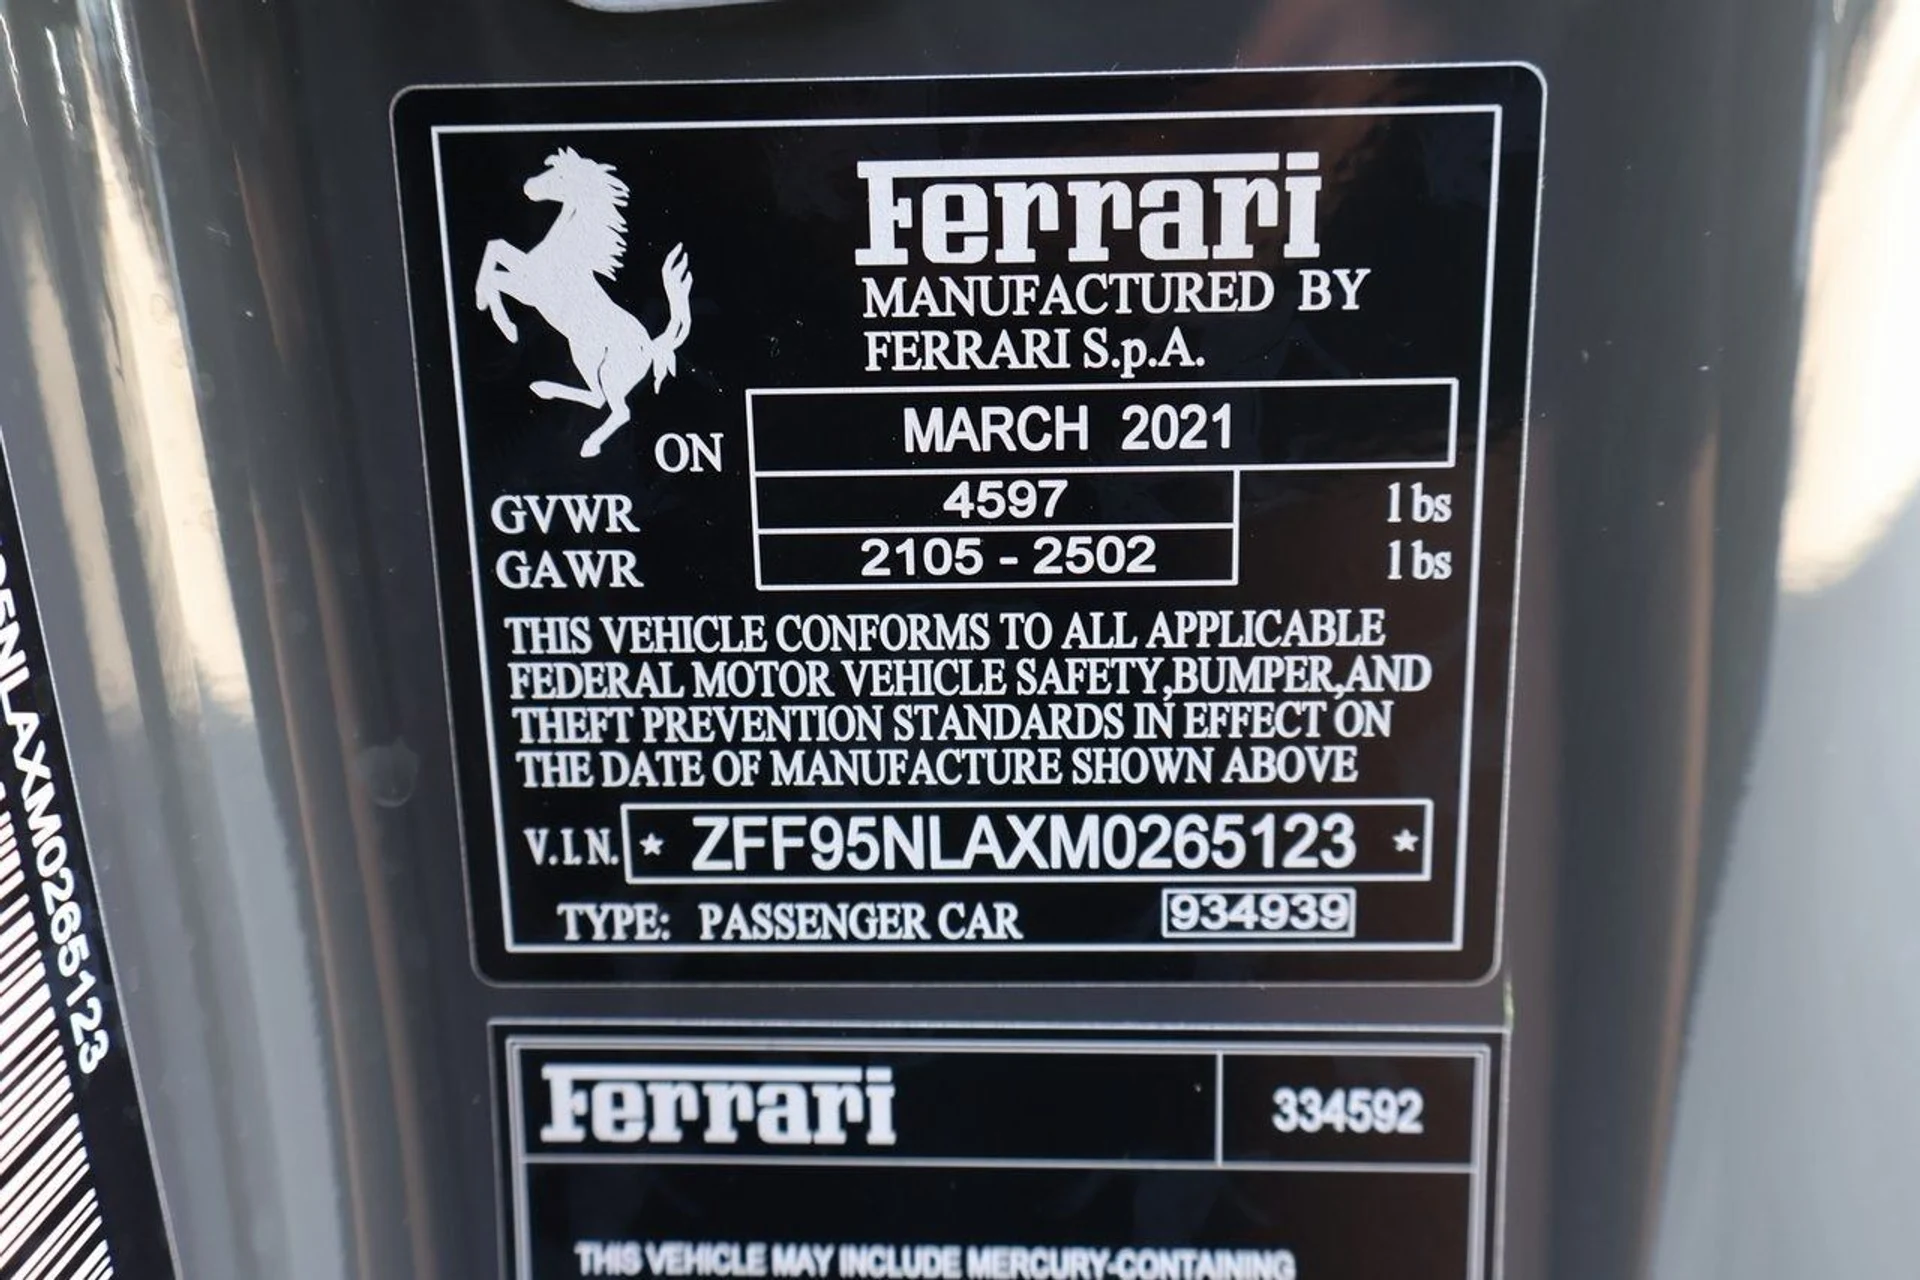 Ferrari
MANUFACTURED BY
FERRARI S.p.A.
ON MARCH 2021
GVWR 4597 lbs
GAWR 2105 - 2502 lbs
THIS VEHICLE CONFORMS TO ALL APPLICABLE
FEDERAL MOTOR VEHICLE SAFETY,BUMPER,AND
THEFT PREVENTION STANDARDS IN EFFECT ON
THE DATE OF MANUFACTURE SHOWN ABOVE
V.I.N. * ZFF95NLAXM0265123 *
TYPE: PASSENGER CAR 934939
Ferrari 334592
THIS VEHICLE MAY INCLUDE MERCURY-CONTAINING
95NLAXM0265123